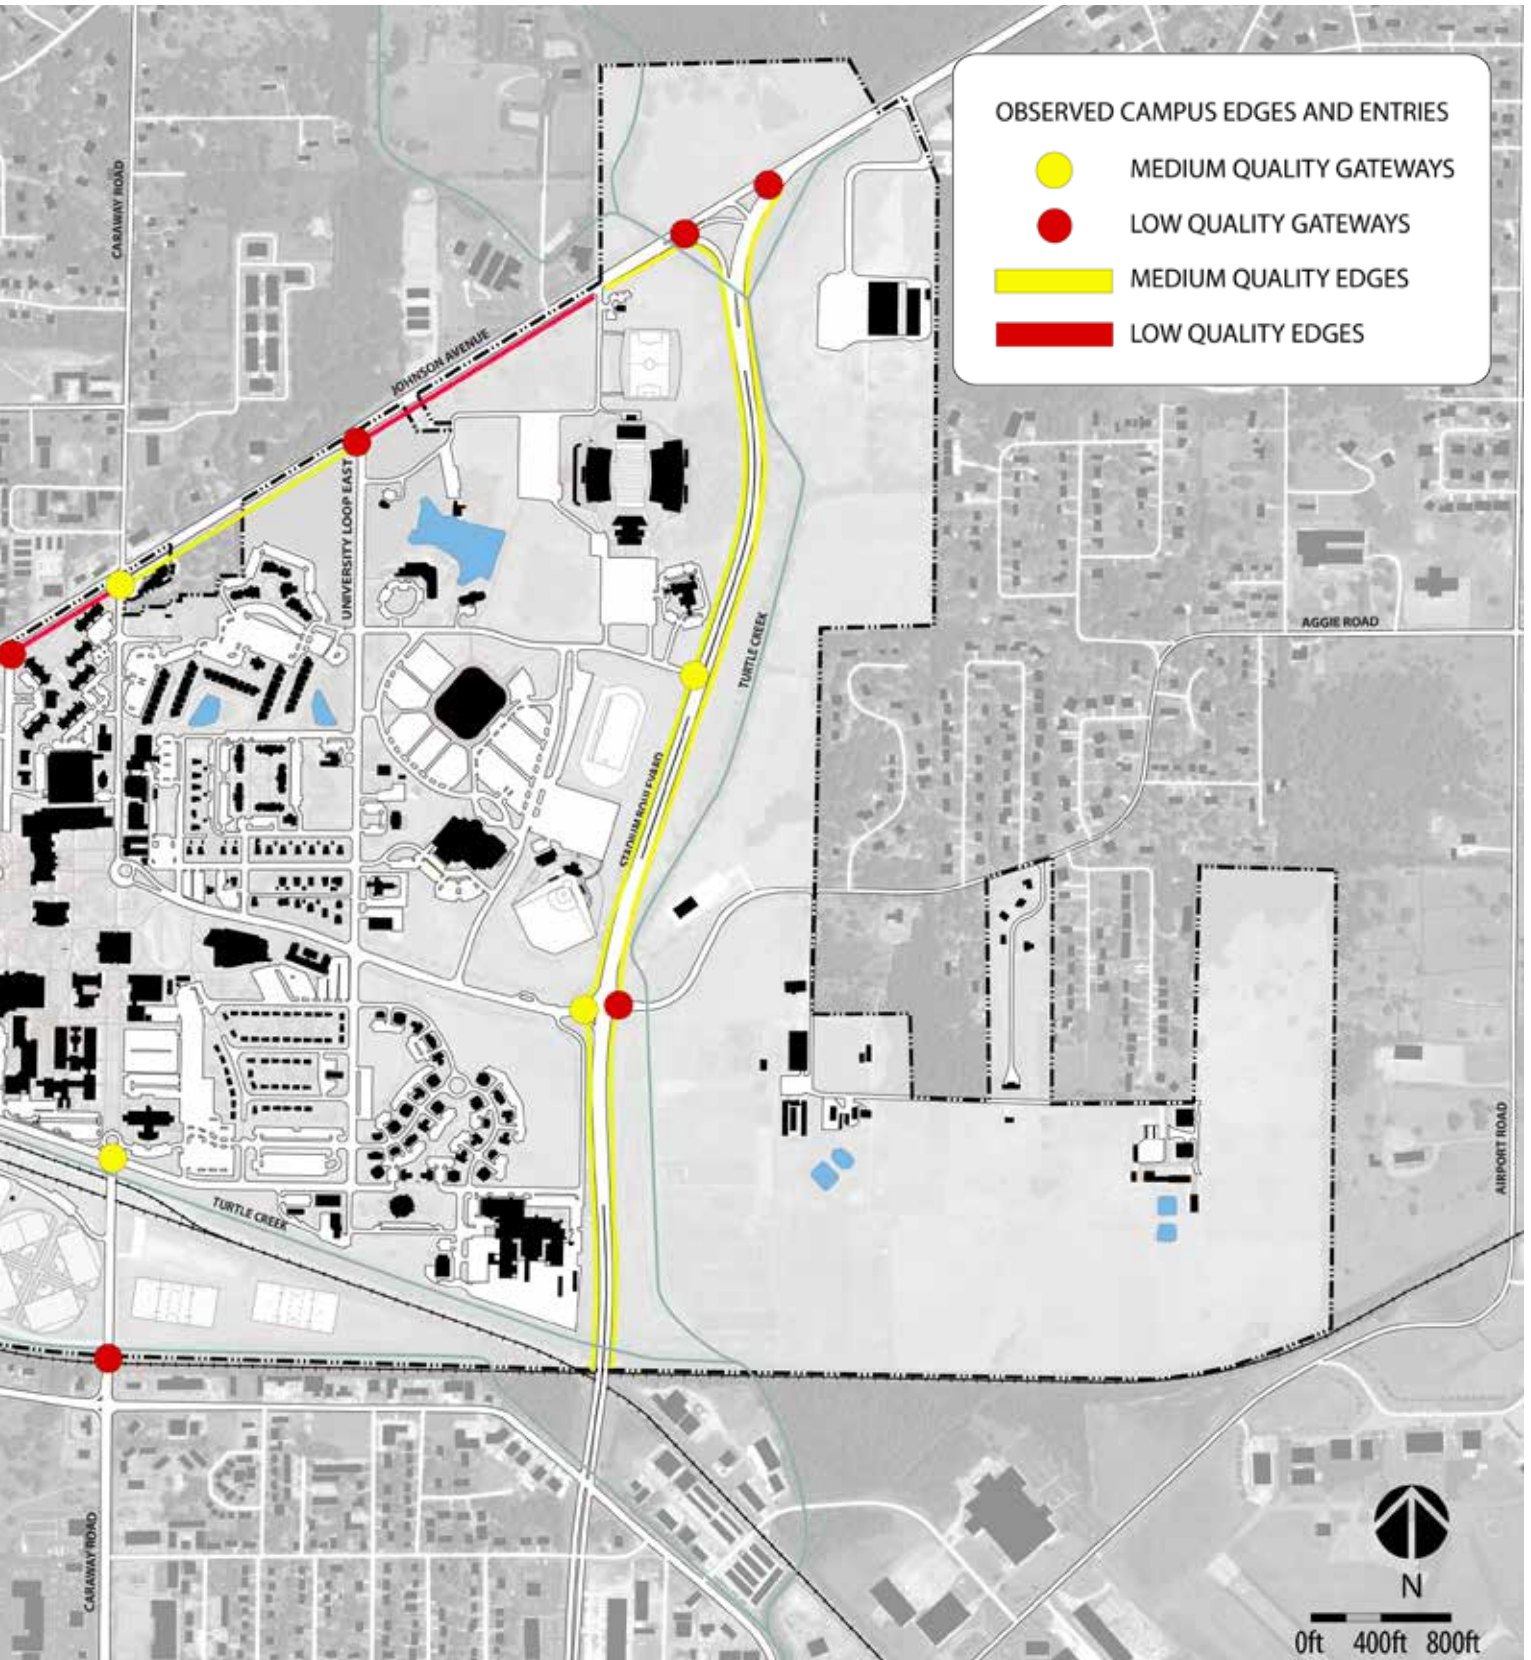 OBSERVED CAMPUS EDGES AND ENTRIES
MEDIUM QUALITY GATEWAYS
LOW QUALITY GATEWAYS
MEDIUM QUALITY EDGES
LOW QUALITY EDGES
CARAWAY ROAD
JOHNSON AVENUE
UNIVERSITY LOOP EAST
TURTLE CREEK
AGGIE ROAD
STADIUM BOULEVARD
AIRPORT ROAD
TURTLE CREEK
CARAWAY ROAD
N
0ft 400ft 800ft